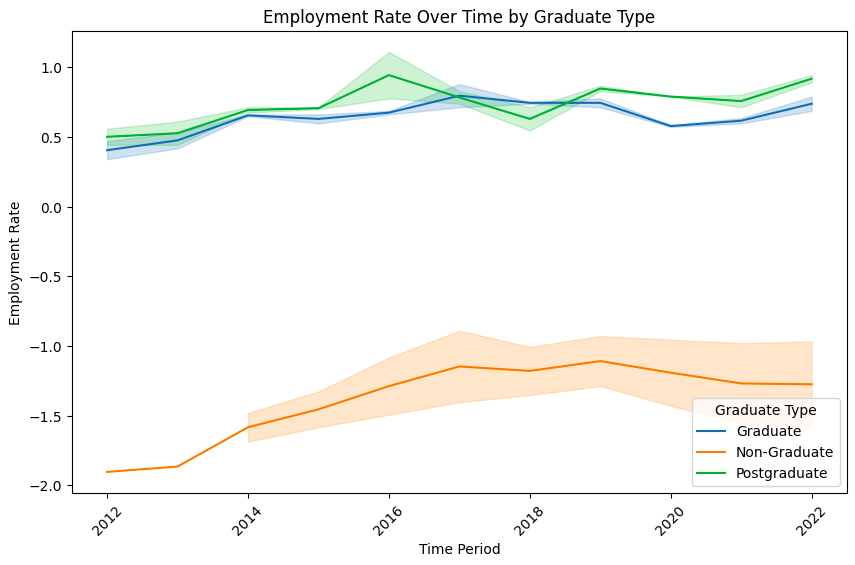 Employment Rate Over Time by Graduate Type
Employment Rate
1.0
0.5
0.0
−0.5
−1.0
−1.5
−2.0
2012
2014
2016
2018
2020
2022
Time Period
Graduate Type
Graduate
Non-Graduate
Postgraduate